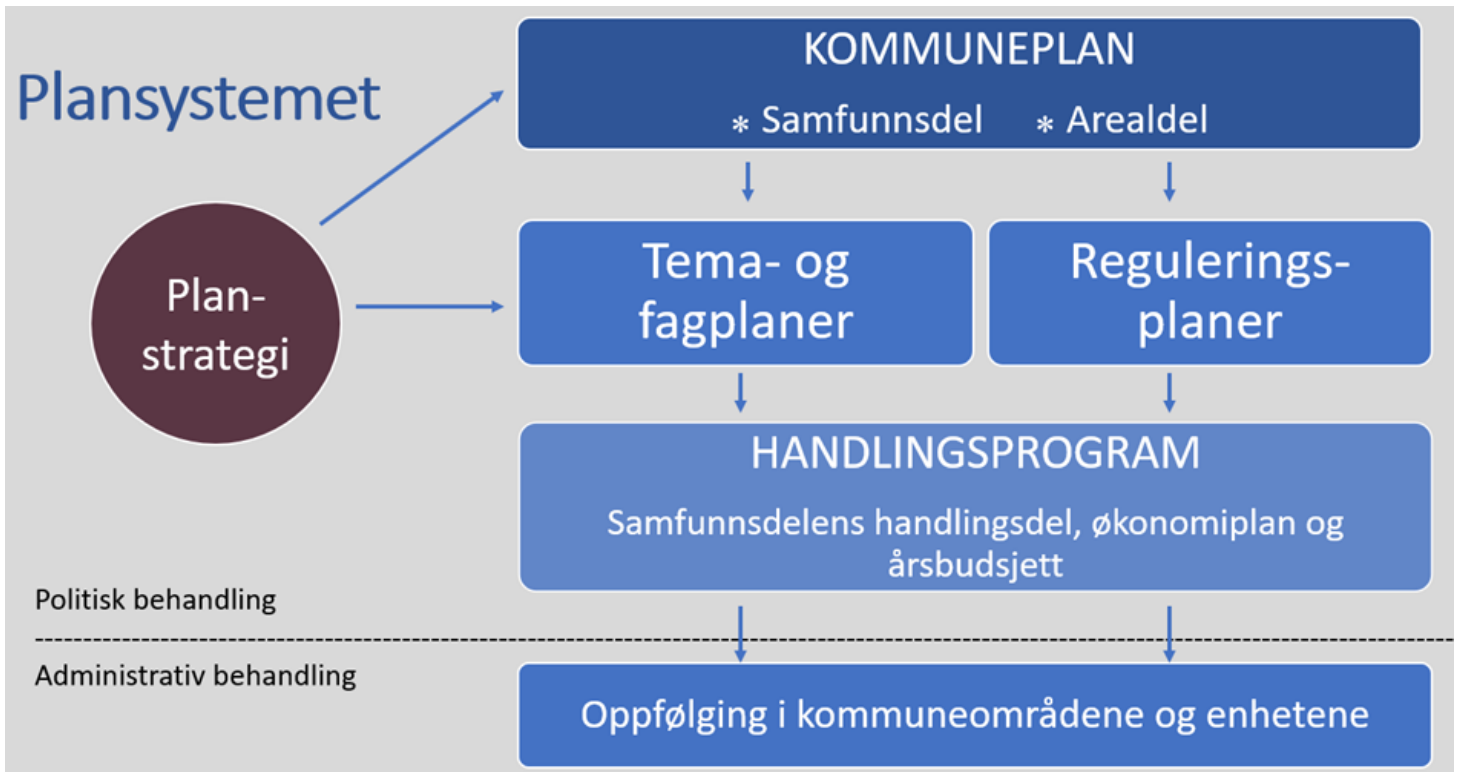 Plansystemet
KOMMUNEPLAN
* Samfunnsdel * Arealdel
Plan-
strategi
Tema- og
fagplaner
Regulerings-
planer
HANDLINGSPROGRAM
Samfunnsdelens handlingsdel, økonomiplan og
årsbudsjett
Politisk behandling
Administrativ behandling
Oppfølging i kommuneområdene og enhetene